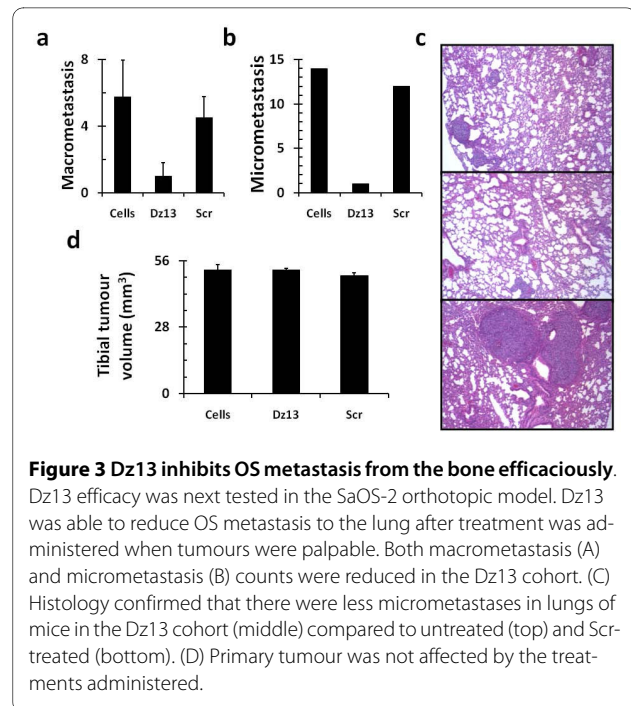 a
b
c
8
4
0
Macrometastasis
Cells Dz13 Scr
15
10
5
0
Micrometastasis
Cells Dz13 Scr
d
56
28
0
Tibial tumour
volume (mm³)
Cells Dz13 Scr
Figure 3 Dz13 inhibits OS metastasis from the bone efficaciously.
Dz13 efficacy was next tested in the SaOS-2 orthotopic model. Dz13
was able to reduce OS metastasis to the lung after treatment was ad-
ministered when tumours were palpable. Both macrometastasis (A)
and micrometastasis (B) counts were reduced in the Dz13 cohort. (C)
Histology confirmed that there were less micrometastases in lungs of
mice in the Dz13 cohort (middle) compared to untreated (top) and Scr-
treated (bottom). (D) Primary tumour was not affected by the treat-
ments administered.